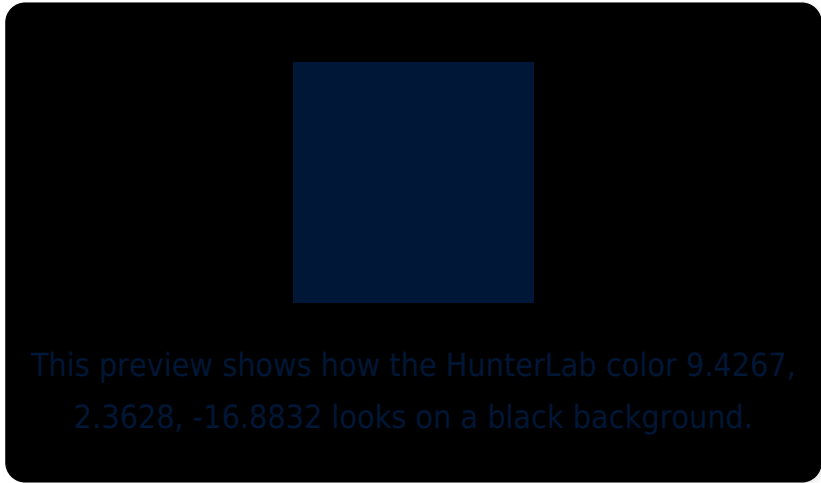 This preview shows how the HunterLab color 9.4267,
2.3628, -16.8832 looks on a black background.